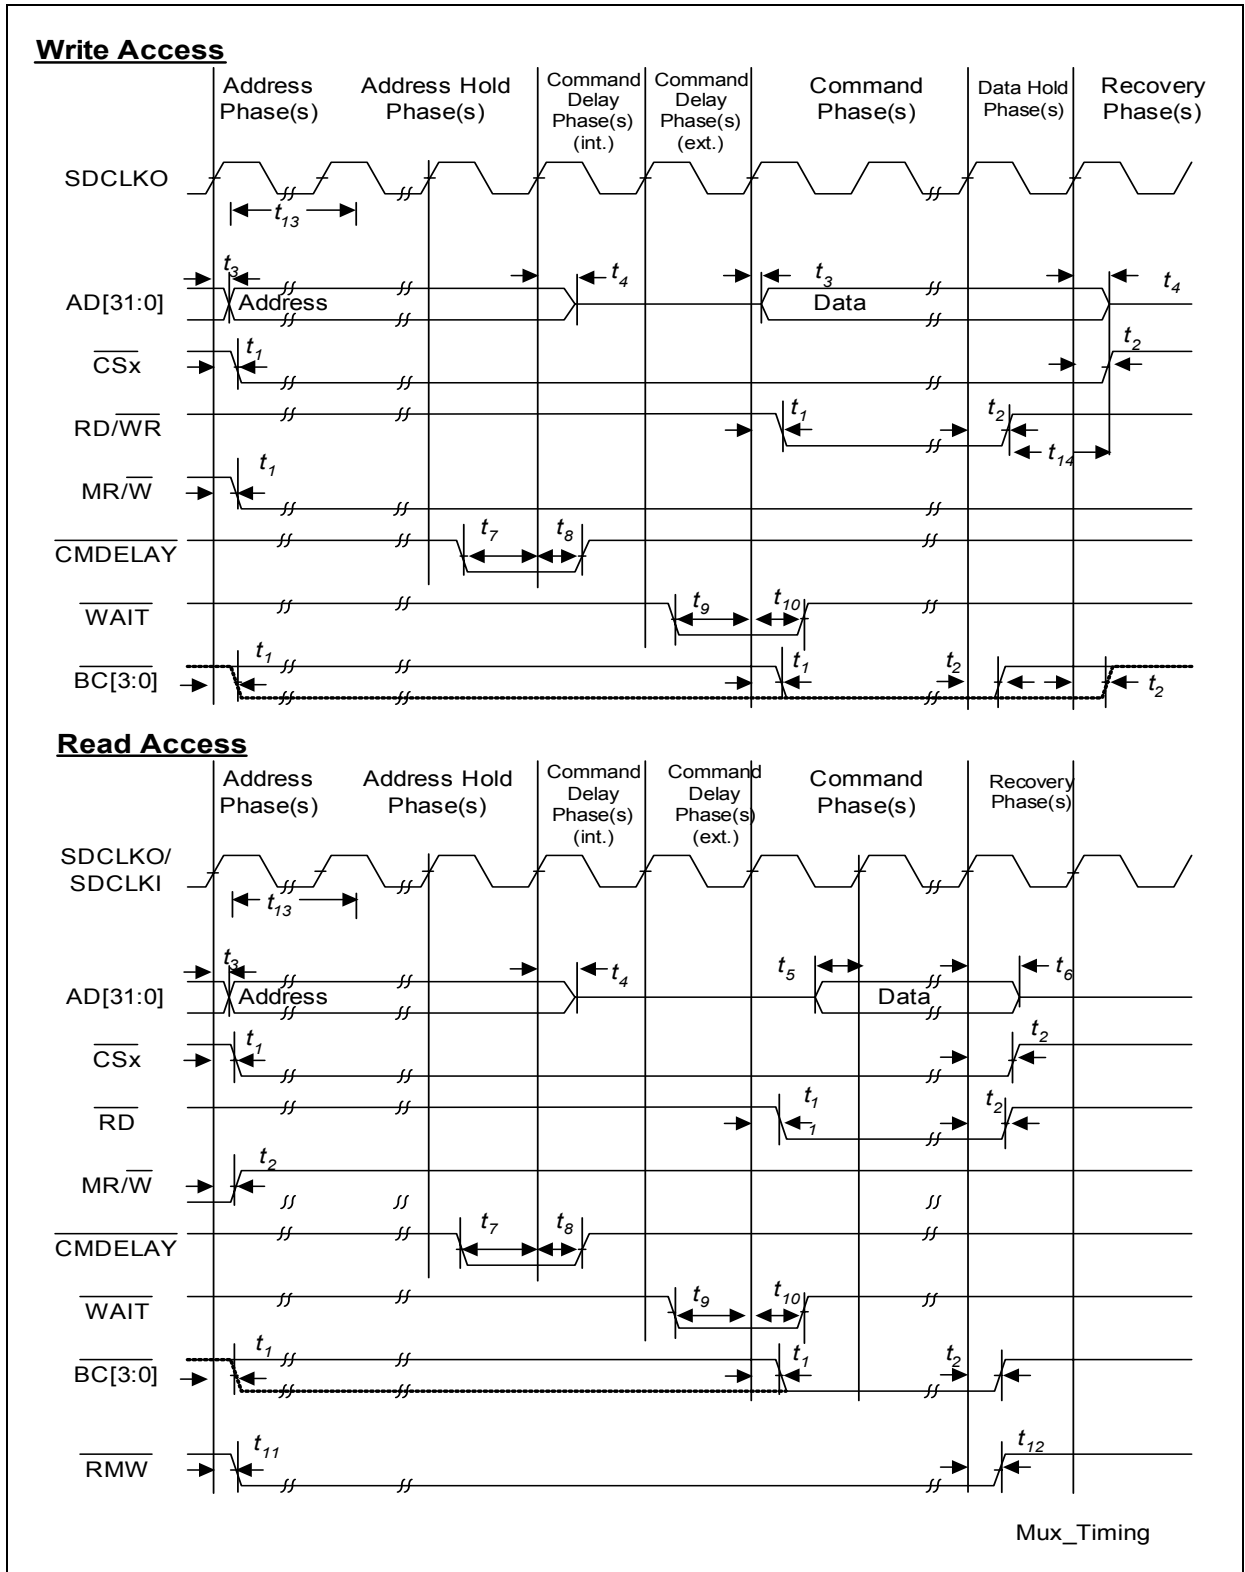 Write Access
Address Phase(s)
Address Hold Phase(s)
Command Delay Phase(s) (int.)
Command Delay Phase(s) (ext.)
Command Phase(s)
Data Hold Phase(s)
Recovery Phase(s)
SDCLKO
t13
AD[31:0]
t3
Address
t4
t3
Data
t4
CSx
t1
t2
RD/WR
t1
t2
t14
MR/W
t1
CMDELAY
t7
t8
WAIT
t9
t10
BC[3:0]
t1
t1
t2
t2
Read Access
Address Phase(s)
Address Hold Phase(s)
Command Delay Phase(s) (int.)
Command Delay Phase(s) (ext.)
Command Phase(s)
Recovery Phase(s)
SDCLKO/
SDCLKI
t13
AD[31:0]
t3
Address
t4
t5
Data
t6
CSx
t1
t2
RD
t1
1
t2
MR/W
t2
CMDELAY
t7
t8
WAIT
t9
t10
BC[3:0]
t1
t1
t2
RMW
t11
t12
Mux_Timing